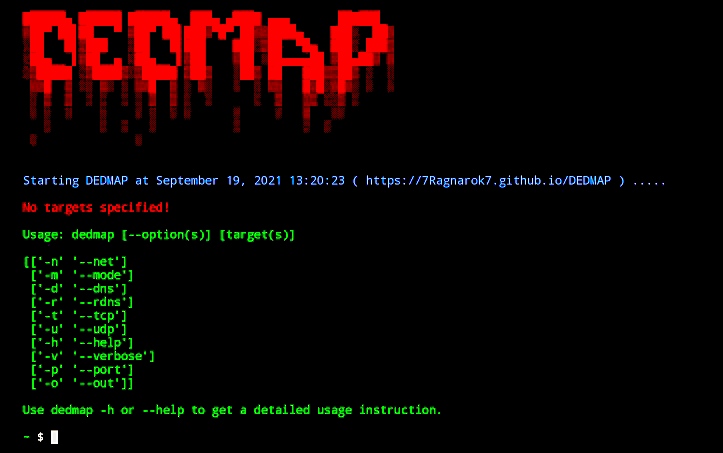 DEDMAP
Starting DEDMAP at September 19, 2021 13:20:23 ( https://7Ragnarok7.github.io/DEDMAP ) .....
No targets specified!
Usage: dedmap [--option(s)] [target(s)]
[['-n' '--net']
['-m' '--mode']
['-d' '--dns']
['-r' '--rdns']
['-t' '--tcp']
['-u' '--udp']
['-h' '--help']
['-v' '--verbose']
['-p' '--port']
['-o' '--out']]
Use dedmap -h or --help to get a detailed usage instruction.
~ $